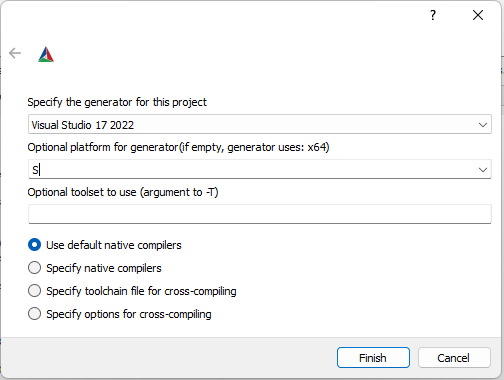 ?
Specify the generator for this project
Visual Studio 17 2022
Optional platform for generator(if empty, generator uses: x64)
S
Optional toolset to use (argument to -T)
Use default native compilers
Specify native compilers
Specify toolchain file for cross-compiling
Specify options for cross-compiling
Finish Cancel